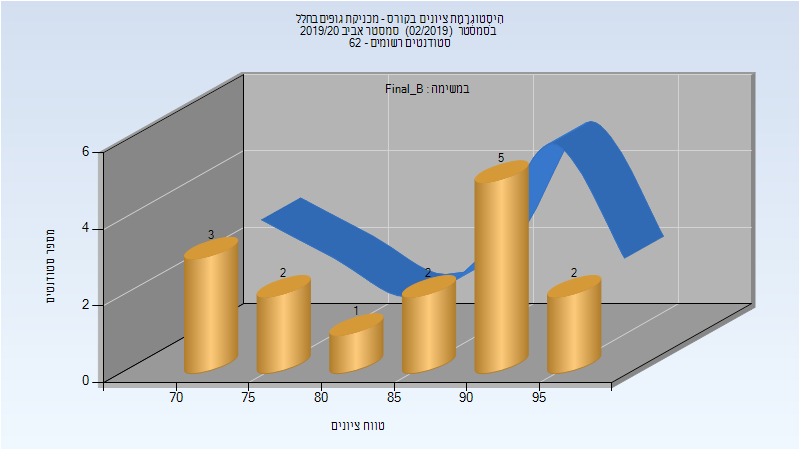 היסטוגרמת ציונים בקורס - מכניקת גופים בחלל
בסמסטר (02/2019) סמסטר אביב 2019/20
סטודנטים רשומים - 62
במשימה : Final_B
מספר סטודנטים
6
4
2
0
3
2
1
2
5
2
70 75 80 85 90 95
טווח ציונים